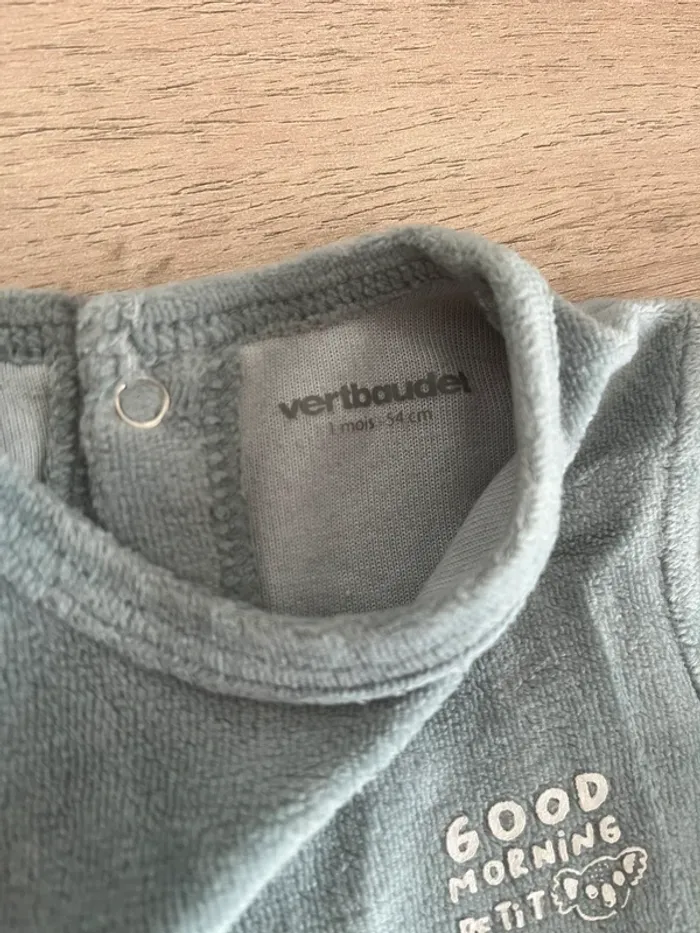 vertbaudet
1 mois - 54 cm
GOOD
MORNiNG
PETiT